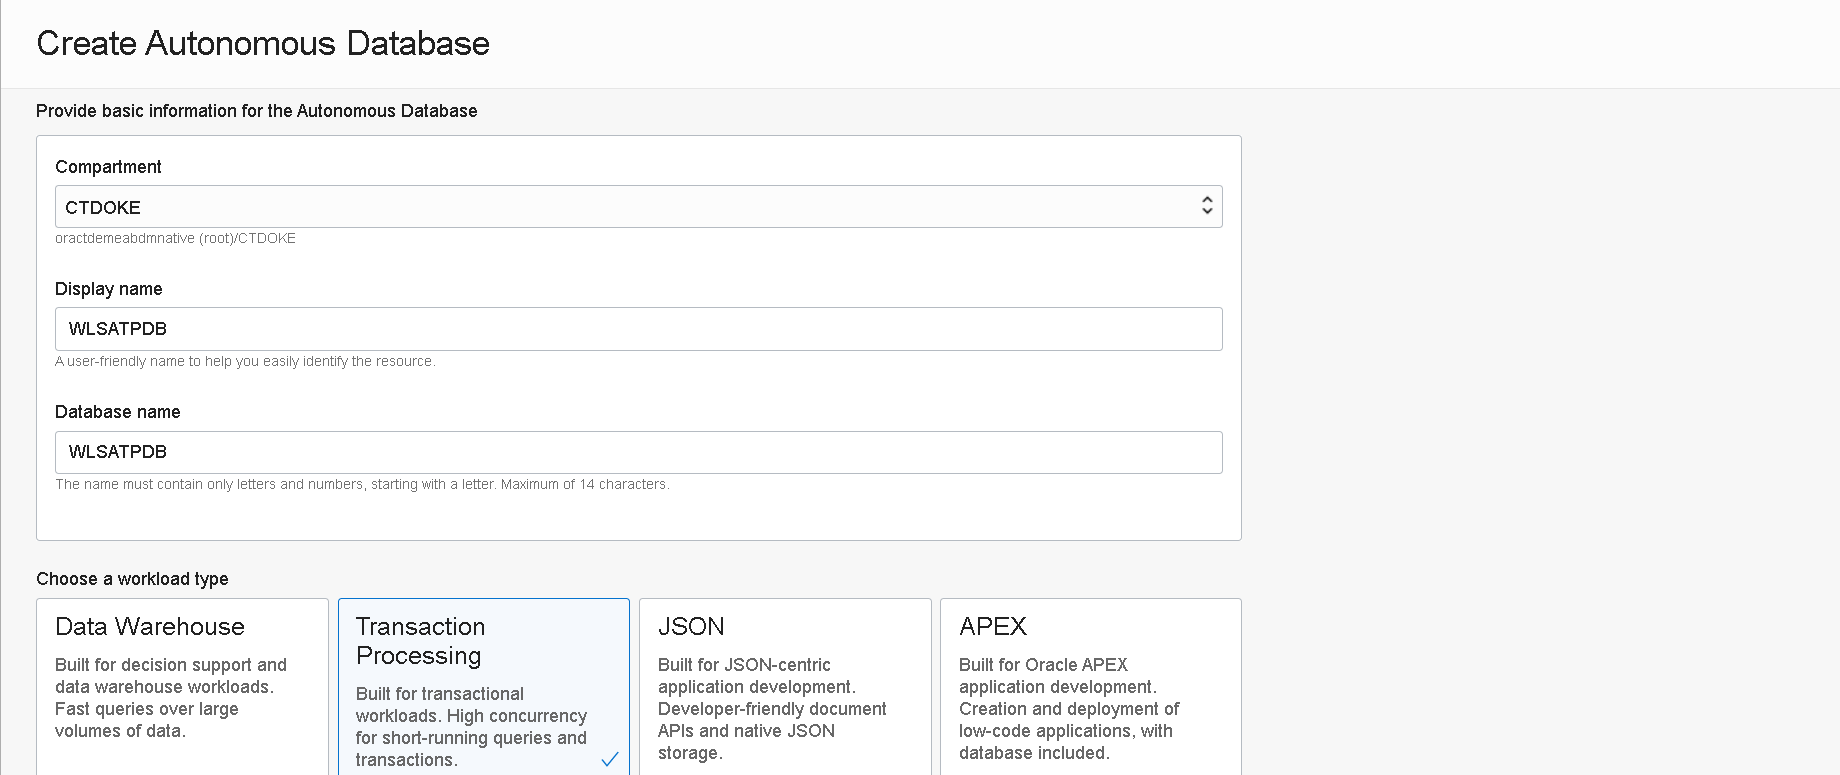 Create Autonomous Database
Provide basic information for the Autonomous Database
Compartment
CTDOKE
oractdemeabdmnative (root)/CTDOKE
Display name
WLSATPDB
A user-friendly name to help you easily identify the resource.
Database name
WLSATPDB
The name must contain only letters and numbers, starting with a letter. Maximum of 14 characters.
Choose a workload type
Data Warehouse
Built for decision support and
data warehouse workloads.
Fast queries over large
volumes of data.
Transaction
Processing
Built for transactional
workloads. High concurrency
for short-running queries and
transactions.
JSON
Built for JSON-centric
application development.
Developer-friendly document
APIs and native JSON
storage.
APEX
Built for Oracle APEX
application development.
Creation and deployment of
low-code applications, with
database included.